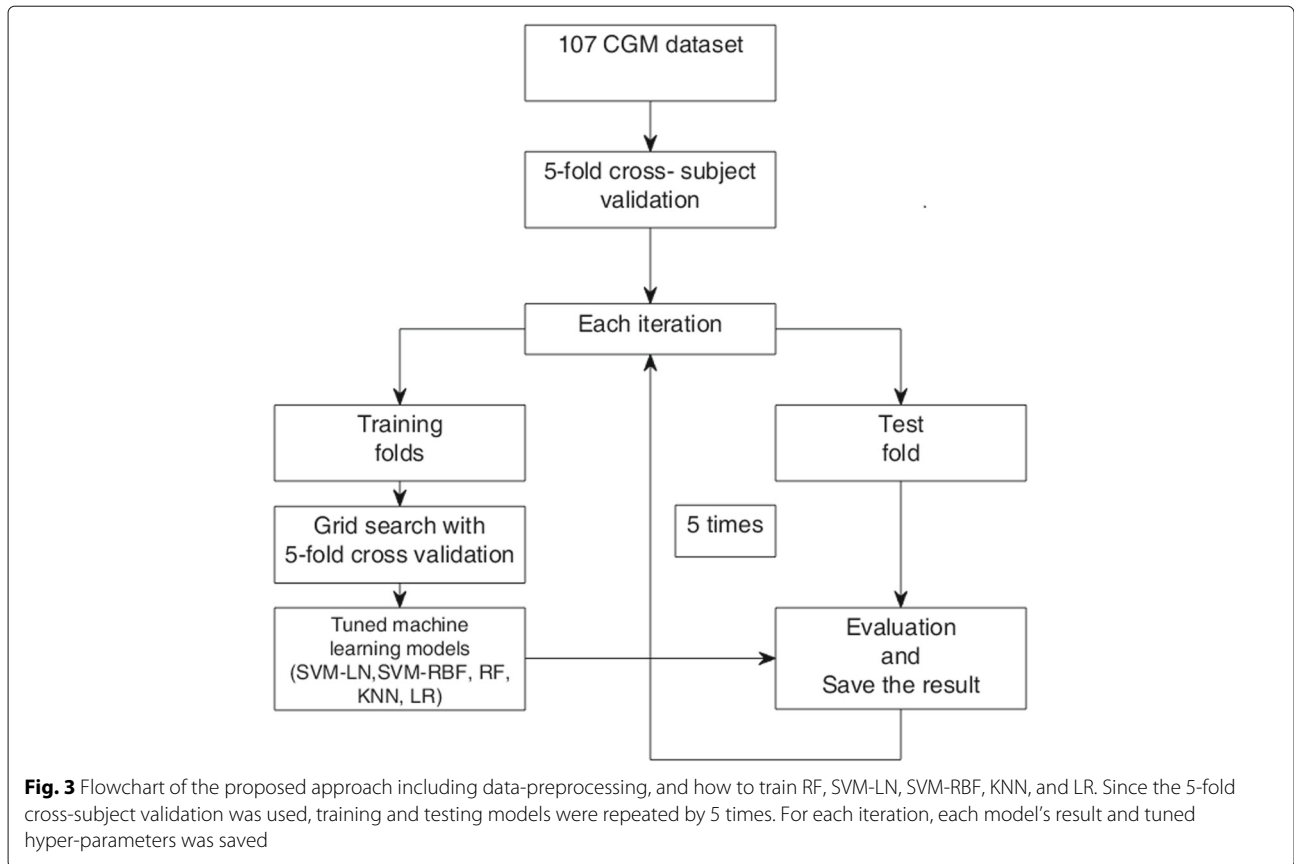 107 CGM dataset
5-fold cross- subject
validation
Each iteration
Training
folds
Test
fold
Grid search with
5-fold cross validation
5 times
Tuned machine
learning models
(SVM-LN,SVM-RBF, RF,
KNN, LR)
Evaluation
and
Save the result
Fig. 3 Flowchart of the proposed approach including data-preprocessing, and how to train RF, SVM-LN, SVM-RBF, KNN, and LR. Since the 5-fold
cross-subject validation was used, training and testing models were repeated by 5 times. For each iteration, each model's result and tuned
hyper-parameters was saved